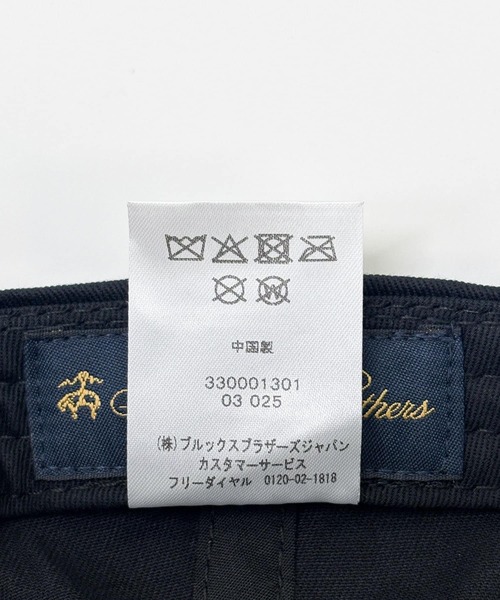 中国製
330001301
03 025
(株)ブルックスブラザーズジャパン
カスタマーサービス
フリーダイヤル 0120-02-1818